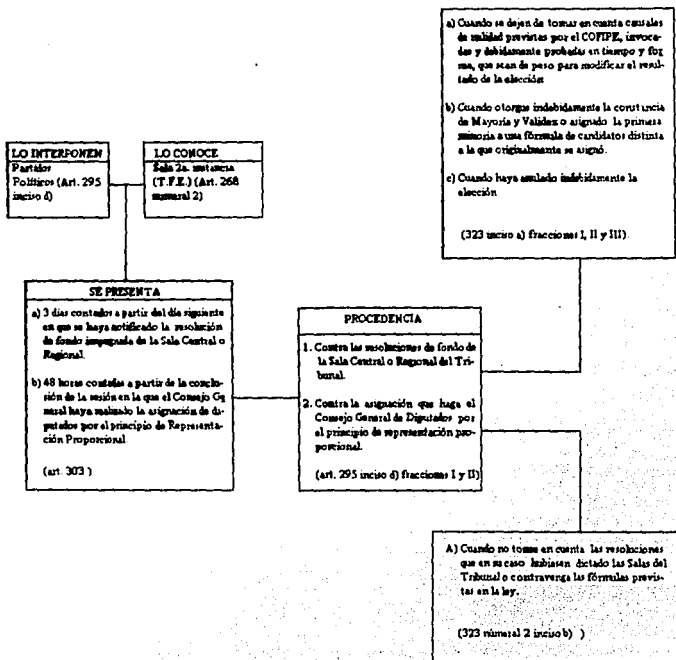 a) Cuando se dejen de tomar en cuenta causales
de nulidad previstas por el COFIPE, invoca-
das y debidamente probadas en tiempo y for
ma, que sean de peso para modificar el resul-
tado de la elección
b) Cuando otorgue indebidamente la constancia
de Mayoría y Validez o asignado la primera
minoria a una fórmula de candidatos distinta
a la que originalmente se asignó.
c) Cuando haya anulado indebidamente la
elección
(323 inciso a) fracciones I, II y III).
LO INTERPONEN
Partidos
Políticos (Art. 295
inciso d)
LO CONOCE
Sala 2a. instancia
(T.F.E.) (Art. 268
numeral 2)
SE PRESENTA
a) 3 dias contados a partir del día siguiente
en que se haya notificado la resolución
de fondo impugnada de la Sala Central o
Regional.
b) 48 horas contadas a partir de la conclu-
sión de la sesión en la que el Consejo Ge
neral haya realizado la asignación de di-
putados por el principio de Representa-
ción Proporcional
(art. 303 )
PROCEDENCIA
1. Contra las resoluciones de fondo de
la Sala Central o Regional del Tri-
bunal.
2. Contra la asignación que haga el
Consejo General de Diputados por
el principio de representación pro-
porcional.
(art. 295 inciso d) fracciones I y II)
A) Cuando no tome en cuenta las resoluciones
que en su caso hubiesen dictado las Salas del
Tribunal o contravenga las fórmulas previs-
tas en la ley.
(323 númeral 2 inciso b) )